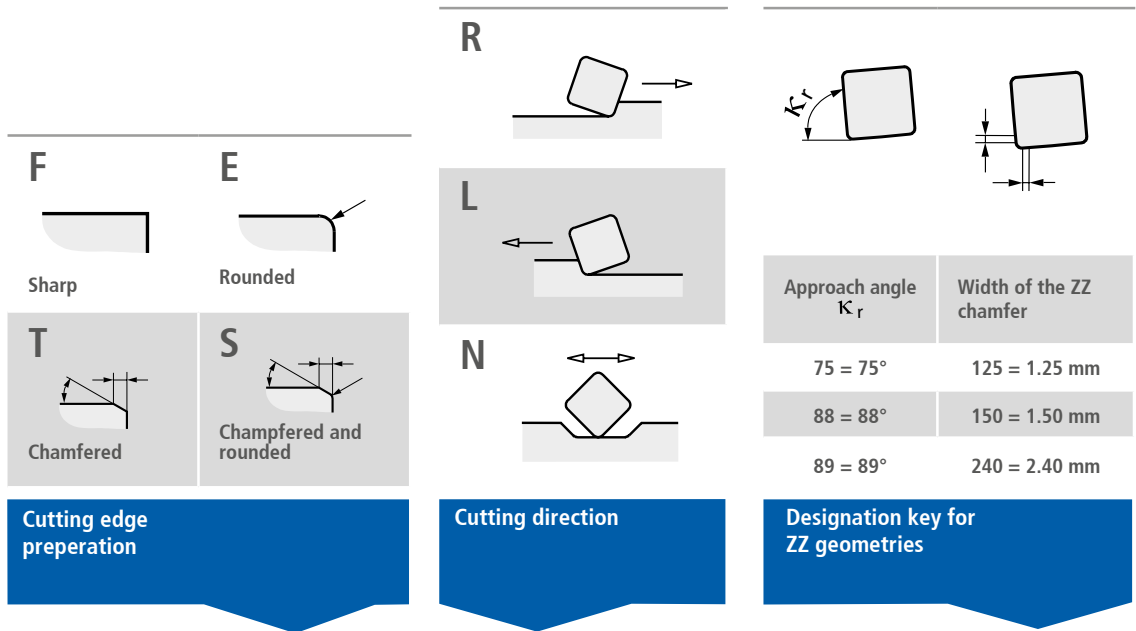 F
Sharp
E
Rounded
T
Chamfered
S
Champfered and
rounded
Cutting edge
preperation
R
L
N
Cutting direction
κ r
Approach angle
κ r
Width of the ZZ
chamfer
75 = 75°
125 = 1.25 mm
88 = 88°
150 = 1.50 mm
89 = 89°
240 = 2.40 mm
Designation key for
ZZ geometries